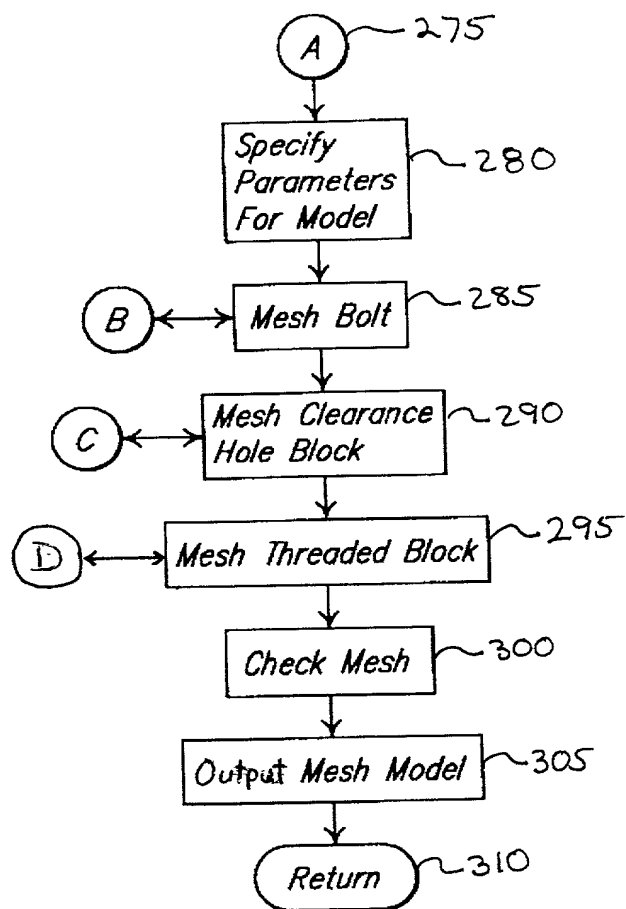 A 275
Specify
Parameters
For Model
280
B
Mesh Bolt
285
C
Mesh Clearance
Hole Block
290
D
Mesh Threaded Block
295
Check Mesh
300
Output Mesh Model
305
Return
310